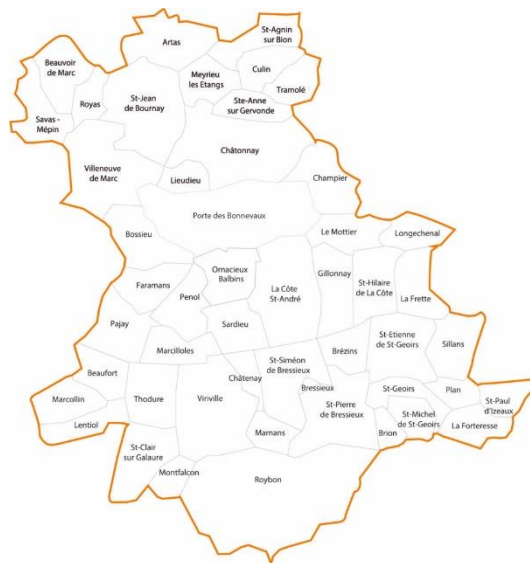 St-Agnin
sur Bion
Artas
Beauvoir
de Marc
Culin
Meyrieu
les Etangs
Tramolé
Royas
St-Jean
de Bournay
Ste-Anne
sur Gervonde
Savas -
Mépin
Châtonnay
Villeneuve
de Marc
Lieudieu
Champier
Porte des Bonnevaux
Bossieu
Le Mottier
Longechenal
Ornacieux
Balbins
Gillonnay
Faramans
Penol
La Côte
St-André
St-Hilaire
de La Côte
La Frette
Pajay
Sardieu
Marcilloles
St-Etienne
de St-Geoirs
Sillans
Brézins
St-Siméon
de Bressieux
Beaufort
Châtenay
Bressieux
St-Geoirs
Plan
Marcollin
Thodure
Viriville
St-Pierre
de Bressieux
St-Paul
d'Izeaux
St-Michel
de St-Geoirs
La Forteresse
Lentiol
Marnans
Brion
St-Clair
sur Galaure
Montfalcon
Roybon